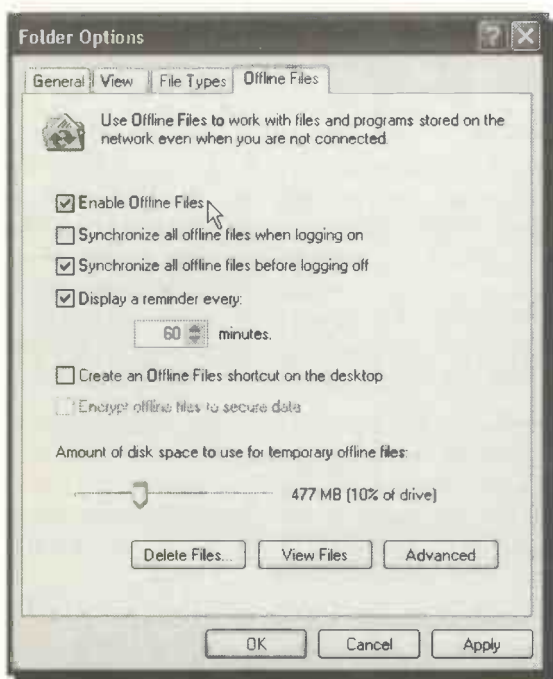 Folder Options
General View File Types Offline Files
Use Offline Files to work with files and programs stored on the
network even when you are not connected.
Enable Offline Files
Synchronize all offline files when logging on
Synchronize all offline files before logging off
Display a reminder every:
60 minutes.
Create an Offline Files shortcut on the desktop
Encrypt offline files to secure data
Amount of disk space to use for temporary offline files:
477 MB (10% of drive)
Delete Files... View Files Advanced
OK Cancel Apply